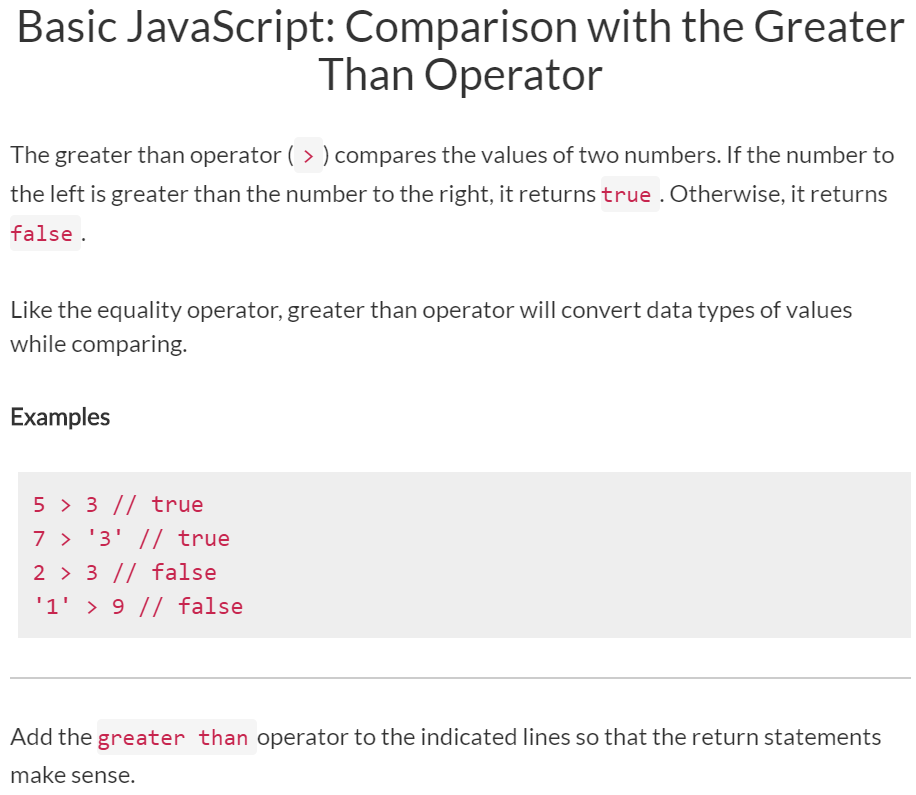 Basic JavaScript: Comparison with the Greater
Than Operator
The greater than operator ( > ) compares the values of two numbers. If the number to
the left is greater than the number to the right, it returns true . Otherwise, it returns
false .
Like the equality operator, greater than operator will convert data types of values
while comparing.
Examples
5 > 3 // true
7 > '3' // true
2 > 3 // false
'1' > 9 // false
Add the greater than operator to the indicated lines so that the return statements
make sense.